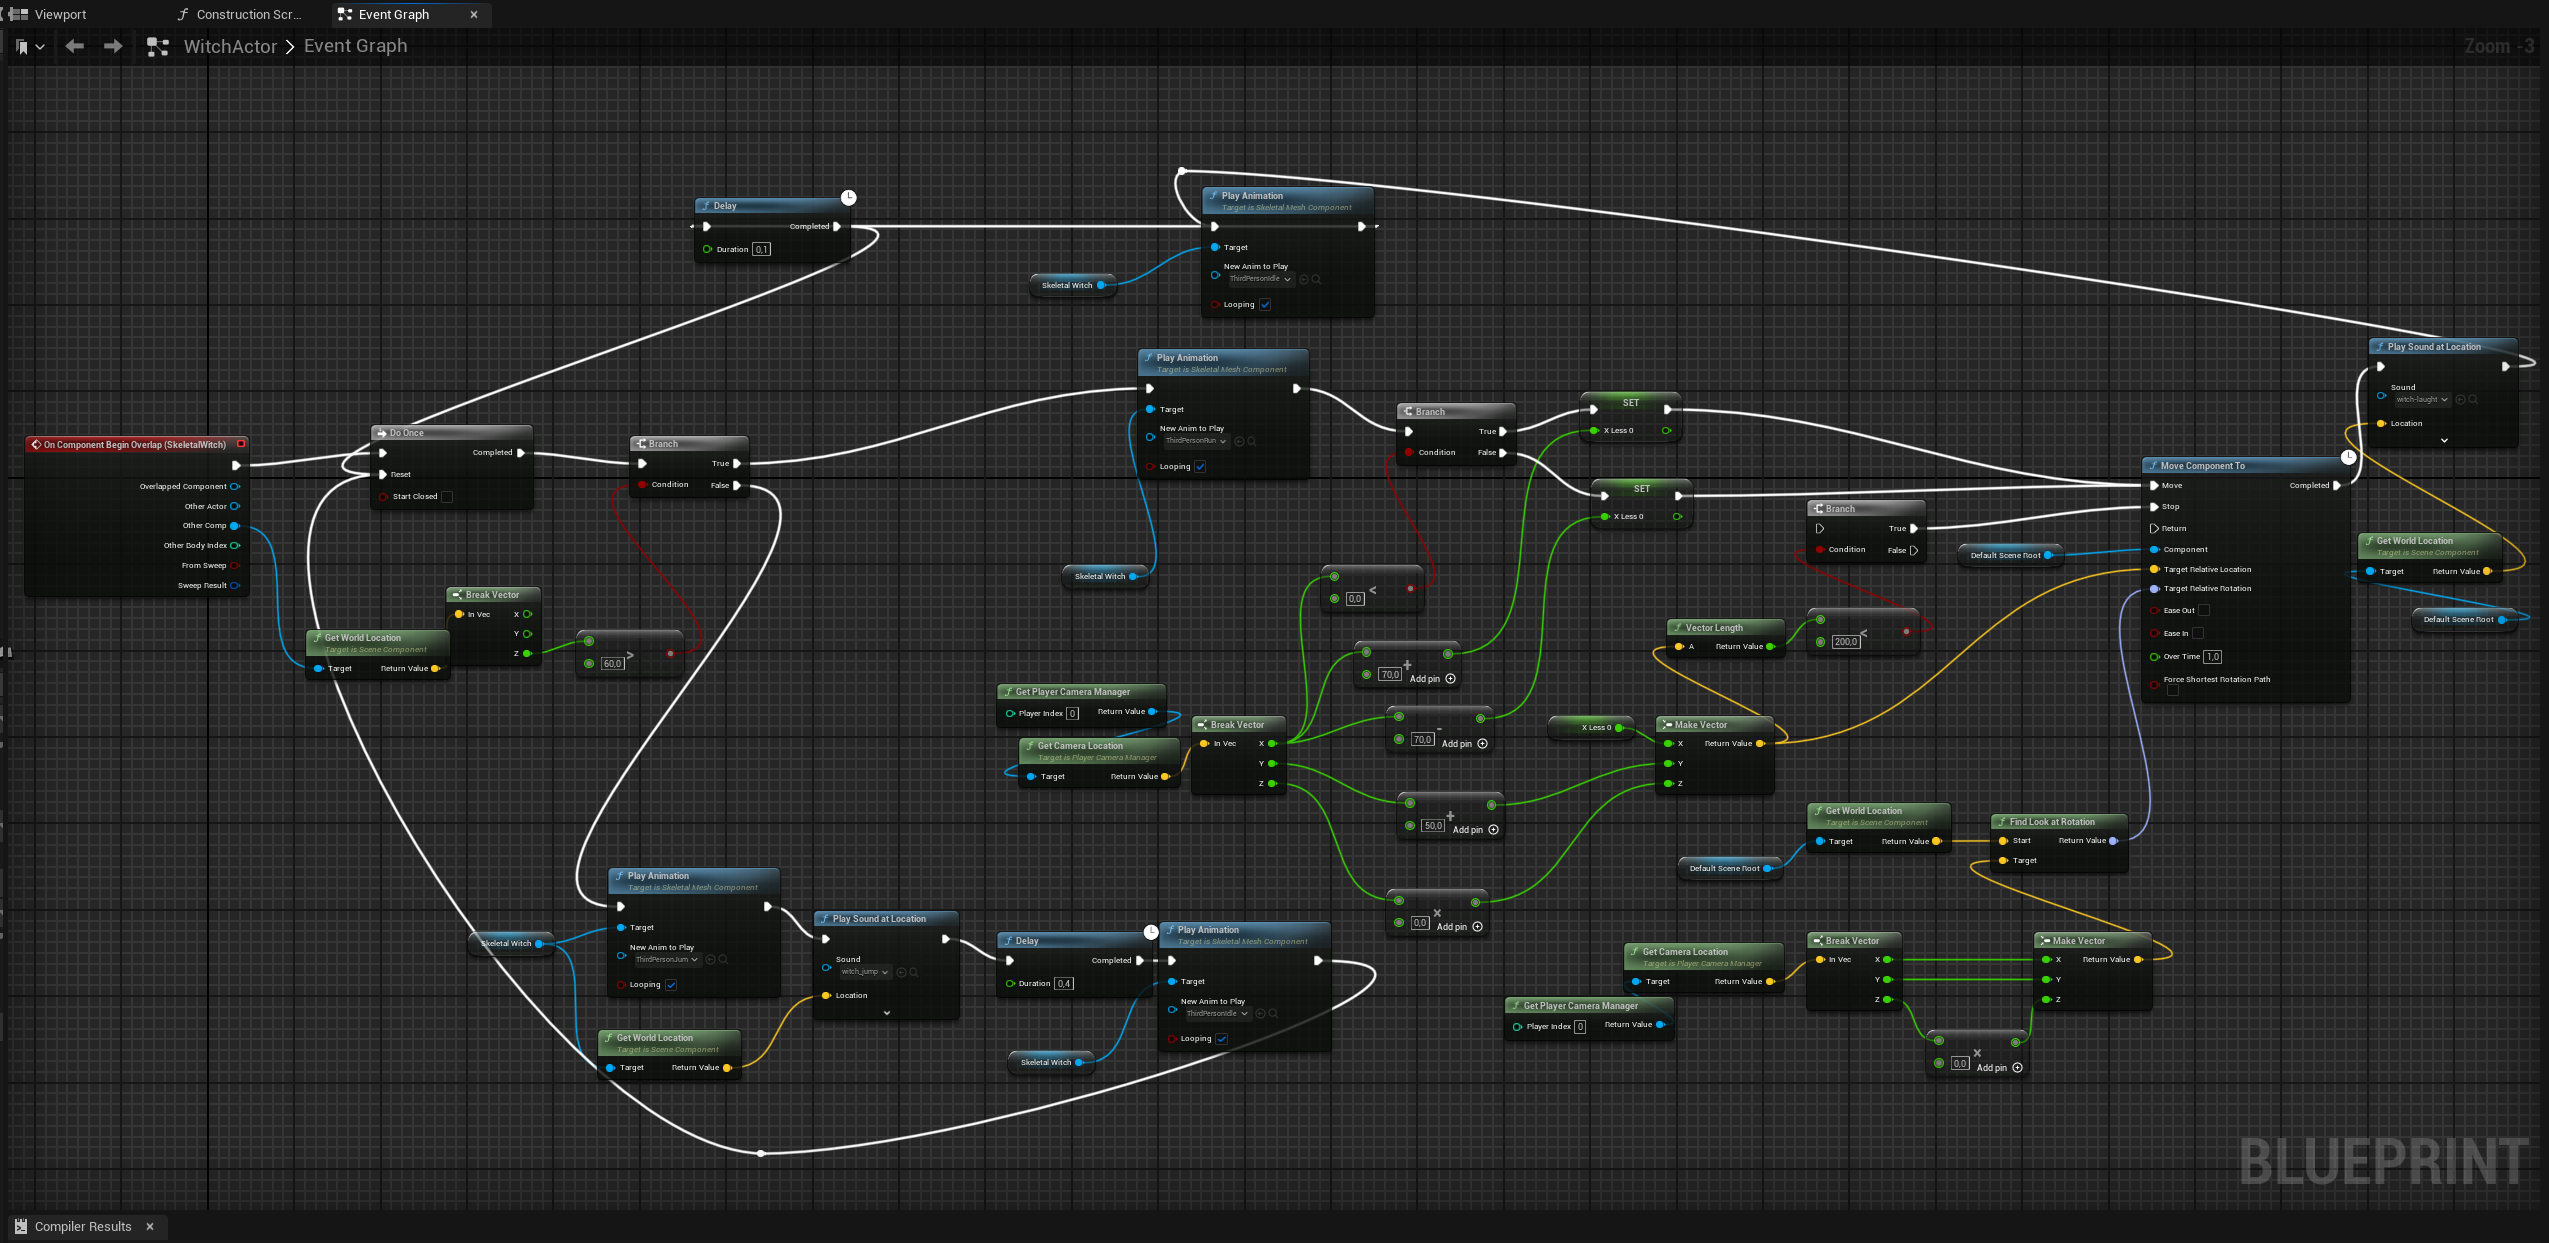 Viewport
Construction Scr...
Event Graph
WitchActor
Event Graph
Zoom -3
Delay
Completed
Duration 0,1
Play Animation
Target is Skeletal Mesh Component
Target
New Anim to Play
ThirdPersonIdle
Looping
Skeletal Witch
Play Animation
Target is Skeletal Mesh Component
Target
New Anim to Play
ThirdPersonRun
Looping
Skeletal Witch
Play Sound at Location
Sound
witch-laught
Location
On Component Begin Overlap (SkeletalWitch)
Overlapped Component
Other Actor
Other Comp
Other Body Index
From Sweep
Sweep Result
Do Once
Completed
Reset
Start Closed
Branch
True
Condition
False
Branch
True
Condition
False
SET
X Less 0
SET
X Less 0
Branch
True
Condition
False
Move Component To
Move
Completed
Stop
Return
Component
Target Relative Location
Target Relative Rotation
Ease Out
Ease In
Over Time 1,0
Force Shortest Rotation Path
Default Scene Root
Get World Location
Target is Scene Component
Target
Return Value
Default Scene Root
Break Vector
In Vec
X
Y
Z
Get World Location
Target is Scene Component
Target
Return Value
60,0 >
0,0 <
70,0 +
Add pin
70,0 -
Add pin
50,0 +
Add pin
0,0 ×
Add pin
Vector Length
A
Return Value
200,0 <
Get Player Camera Manager
Player Index 0
Return Value
Get Camera Location
Target is Player Camera Manager
Target
Return Value
Break Vector
In Vec
X
Y
Z
X Less 0
Make Vector
X
Return Value
Y
Z
Get World Location
Target is Scene Component
Target
Return Value
Default Scene Root
Find Look at Rotation
Start
Return Value
Target
Play Animation
Target is Skeletal Mesh Component
Target
New Anim to Play
ThirdPersonJum
Looping
Skeletal Witch
Play Sound at Location
Sound
witch_jump
Location
Get World Location
Target is Scene Component
Target
Return Value
Delay
Completed
Duration 0,4
Play Animation
Target is Skeletal Mesh Component
Target
New Anim to Play
ThirdPersonIdle
Looping
Skeletal Witch
Get Camera Location
Target is Player Camera Manager
Target
Return Value
Get Player Camera Manager
Player Index 0
Return Value
Break Vector
In Vec
X
Y
Z
Make Vector
X
Return Value
Y
Z
0,0 ×
Add pin
BLUEPRINT
Compiler Results